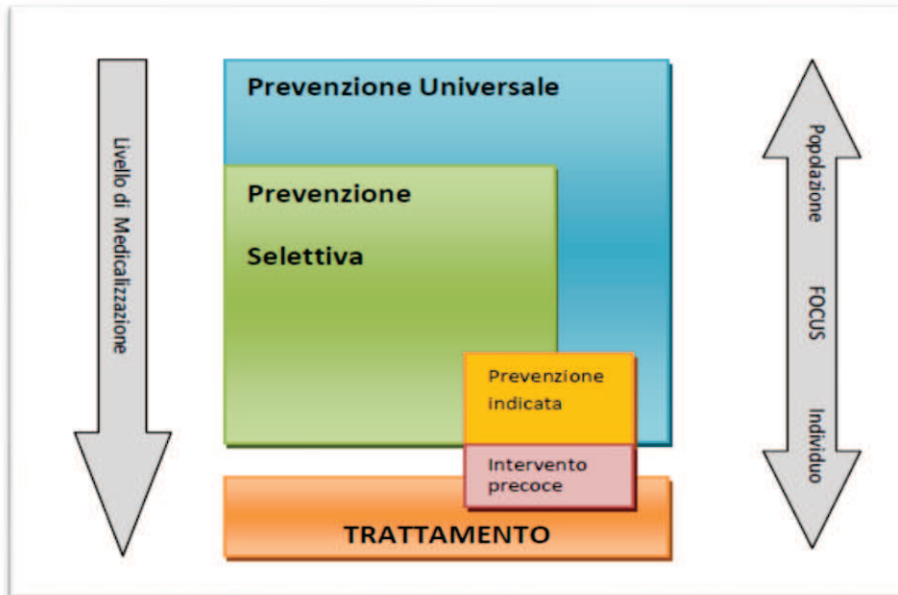 Prevenzione Universale
Prevenzione
Selettiva
Prevenzione
indicata
Intervento
precoce
TRATTAMENTO
Livello di Medicalizzazione
Popolazione FOCUS Individuo